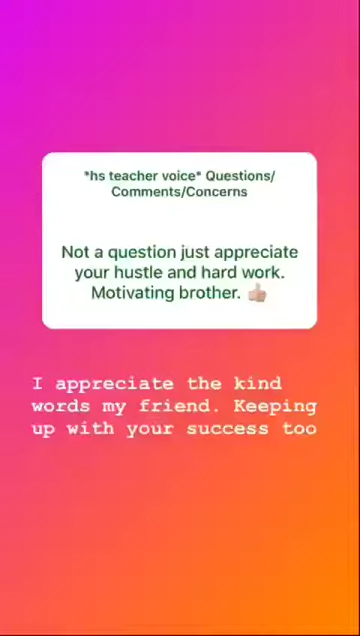 *hs teacher voice* Questions/
Comments/Concerns
Not a question just appreciate
your hustle and hard work.
Motivating brother. 👍🏼
I appreciate the kind
words my friend. Keeping
up with your success too